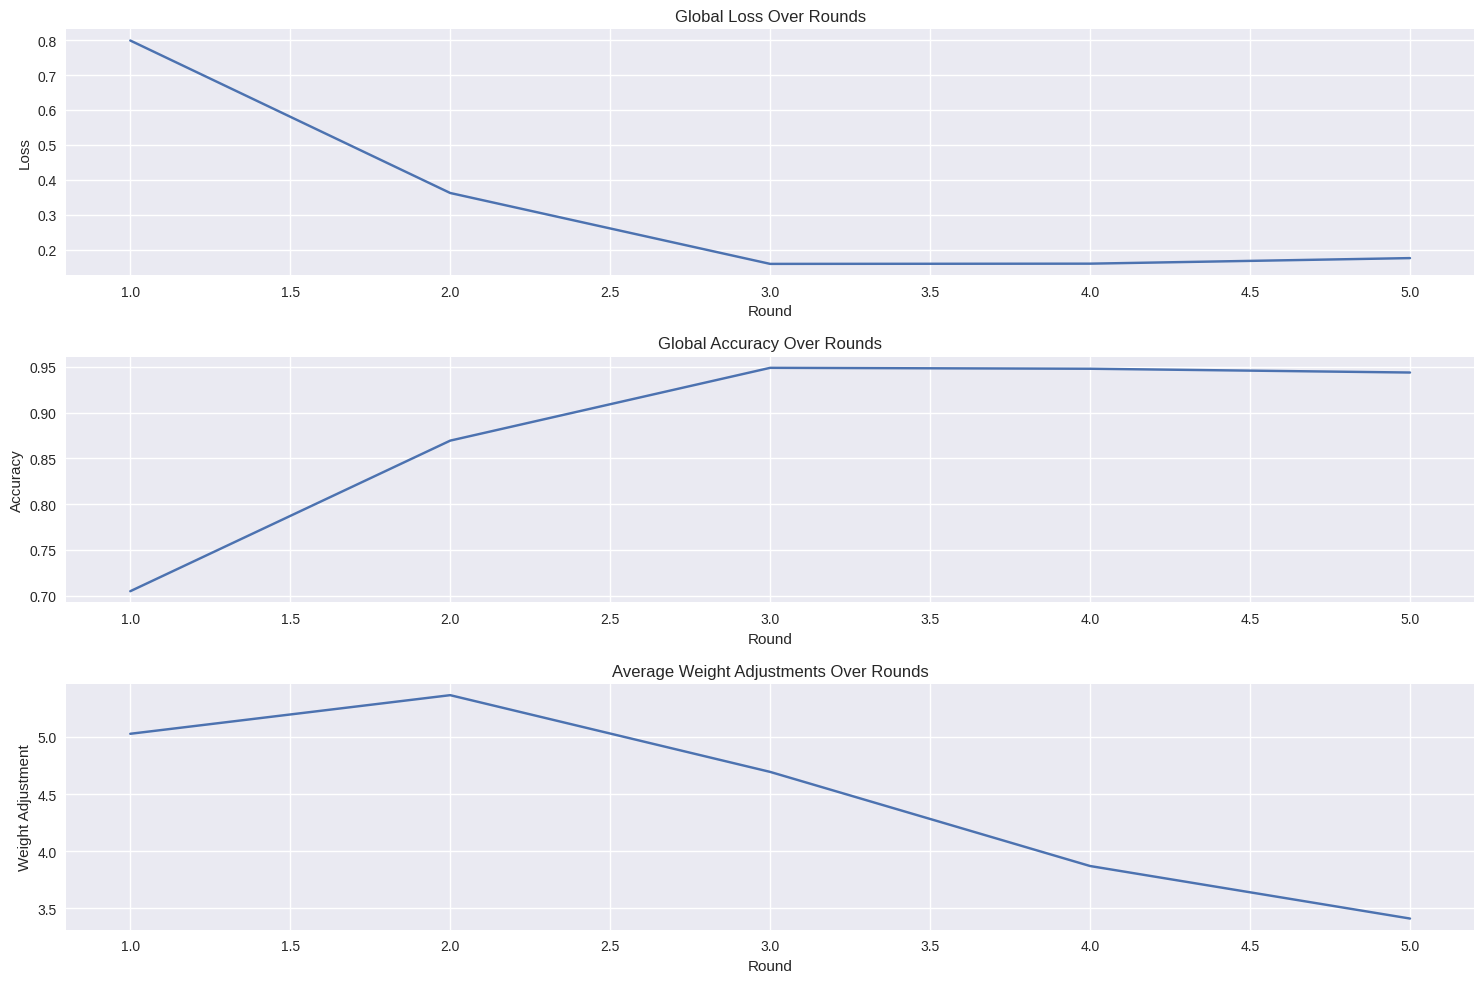 Global Loss Over Rounds
0.8
0.7
0.6
0.5
0.4
0.3
0.2
Loss
1.0 1.5 2.0 2.5 3.0 3.5 4.0 4.5 5.0
Round
Global Accuracy Over Rounds
0.95
0.90
0.85
0.80
0.75
0.70
Accuracy
1.0 1.5 2.0 2.5 3.0 3.5 4.0 4.5 5.0
Round
Average Weight Adjustments Over Rounds
5.0
4.5
4.0
3.5
Weight Adjustment
1.0 1.5 2.0 2.5 3.0 3.5 4.0 4.5 5.0
Round